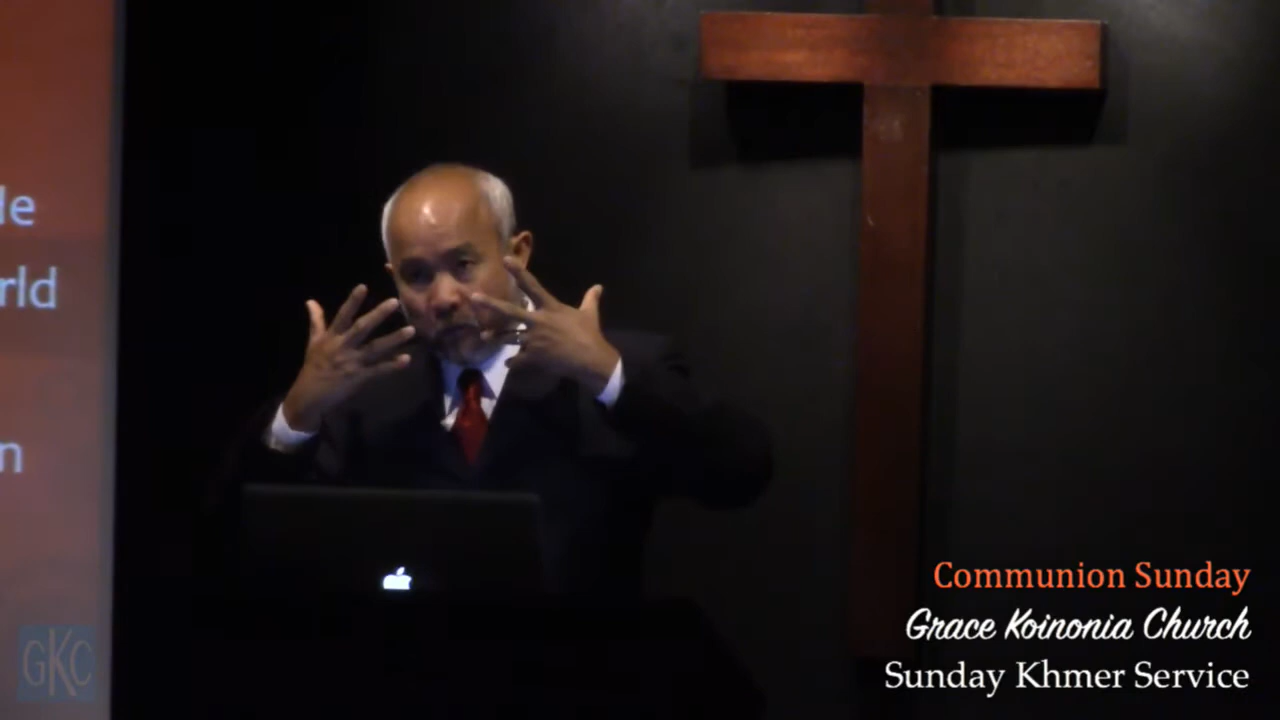 le
rld
n
GKC
Communion Sunday
Grace Koinonia Church
Sunday Khmer Service